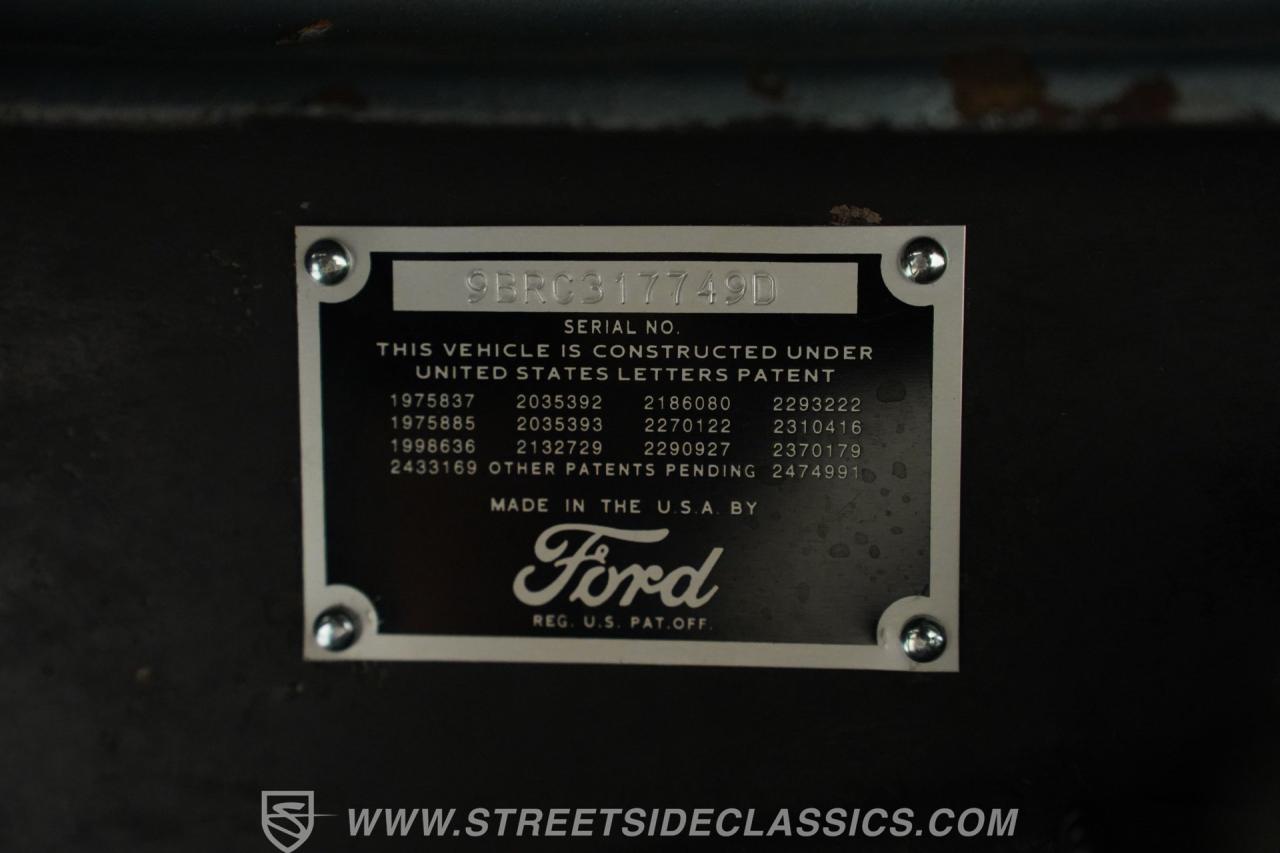 9BRC317749D
SERIAL NO.
THIS VEHICLE IS CONSTRUCTED UNDER
UNITED STATES LETTERS PATENT
1975837 2035392 2186080 2293222
1975885 2035393 2270122 2310416
1998636 2132729 2290927 2370179
2433169 OTHER PATENTS PENDING 2474991
MADE IN THE U.S.A. BY
Ford
REG. U.S. PAT.OFF.
WWW.STREETSIDECLASSICS.COM